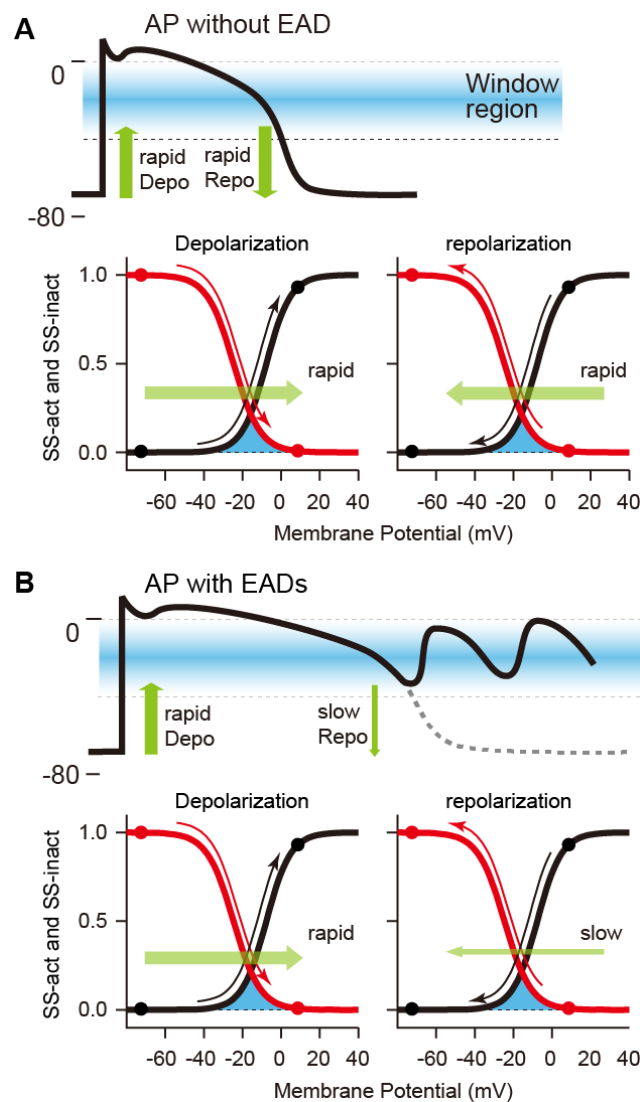 A
AP without EAD
0
Window
region
rapid
Depo
rapid
Repo
-80
Depolarization
repolarization
SS-act and SS-inact
1.0
0.5
0.0
rapid
rapid
-60 -40 -20 0 20 40
-60 -40 -20 0 20 40
Membrane Potential (mV)
B
AP with EADs
0
rapid
Depo
slow
Repo
-80
Depolarization
repolarization
SS-act and SS-inact
1.0
0.5
0.0
rapid
slow
-60 -40 -20 0 20 40
-60 -40 -20 0 20 40
Membrane Potential (mV)